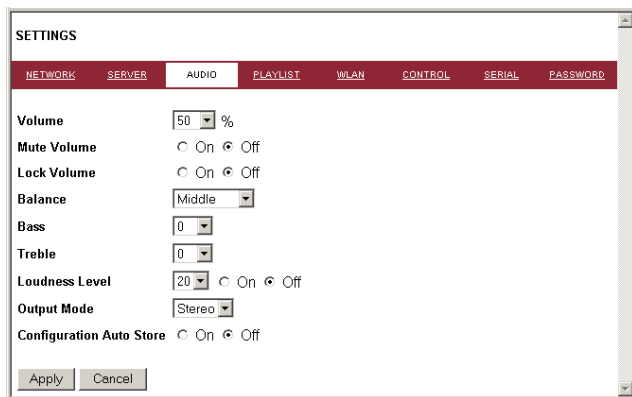 SETTINGS
NETWORK SERVER AUDIO PLAYLIST WLAN CONTROL SERIAL PASSWORD
Volume 50 %
Mute Volume On Off
Lock Volume On Off
Balance Middle
Bass 0
Treble 0
Loudness Level 20 On Off
Output Mode Stereo
Configuration Auto Store On Off
Apply Cancel